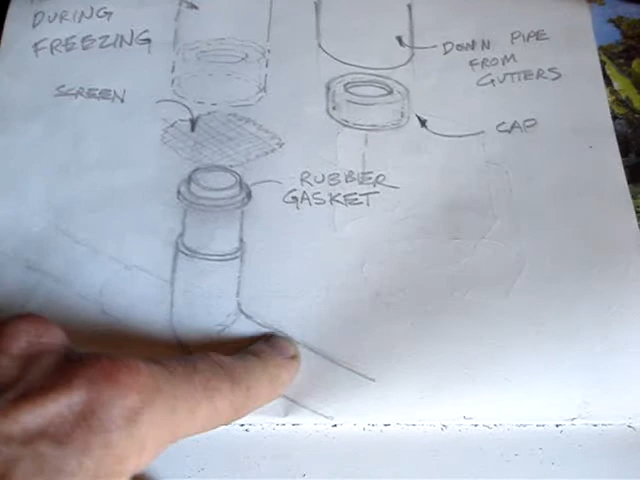 DURING
FREEZING
SCREEN
DOWN PIPE
FROM
GUTTERS
CAP
RUBBER
GASKET